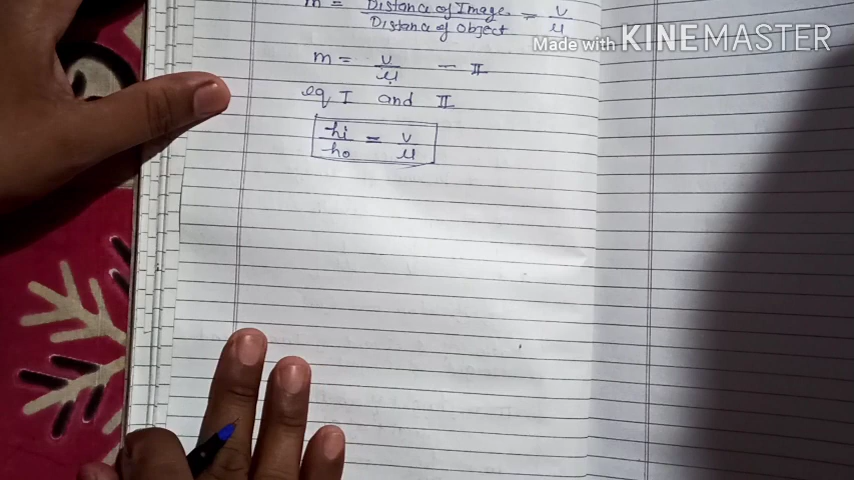 m = Distance of Image / Distance of Object = v/u
Made with KINEMASTER
m = v/u — II
eq I and II
hi/ho = v/u